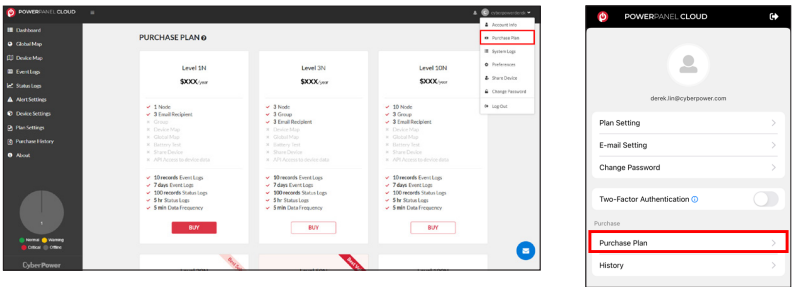 POWERPANEL CLOUD
Dashboard
Global Map
Device Map
Event Logs
Status Logs
Alert Settings
Device Settings
Plan Settings
Purchase History
About
1
Normal Warning
Critical Offline
CyberPower
PURCHASE PLAN
Level 1N
$XXX/year
1 Node
3 Email Recipient
Group
Device Map
Global Map
Battery Test
Share Device
API Access to device data
10 records Event Logs
7 days Event Logs
100 records Status Logs
5 hr Status Logs
5 min Data Frequency
BUY
Level 3N
$XXX/year
3 Node
3 Group
3 Email Recipient
Device Map
Global Map
Battery Test
Share Device
API Access to device data
10 records Event Logs
7 days Event Logs
100 records Status Logs
5 hr Status Logs
5 min Data Frequency
BUY
Level 10N
$XXX/year
10 Node
3 Group
3 Email Recipient
Device Map
Global Map
Battery Test
Share Device
API Access to device data
10 records Event Logs
7 days Event Logs
100 records Status Logs
5 hr Status Logs
5 min Data Frequency
BUY
Account Info
Purchase Plan
System Logs
Preferences
Share Device
Change Password
Log Out
POWERPANEL CLOUD
derek.lin@cyberpower.com
Plan Setting
E-mail Setting
Change Password
Two-Factor Authentication
Purchase
Purchase Plan
History